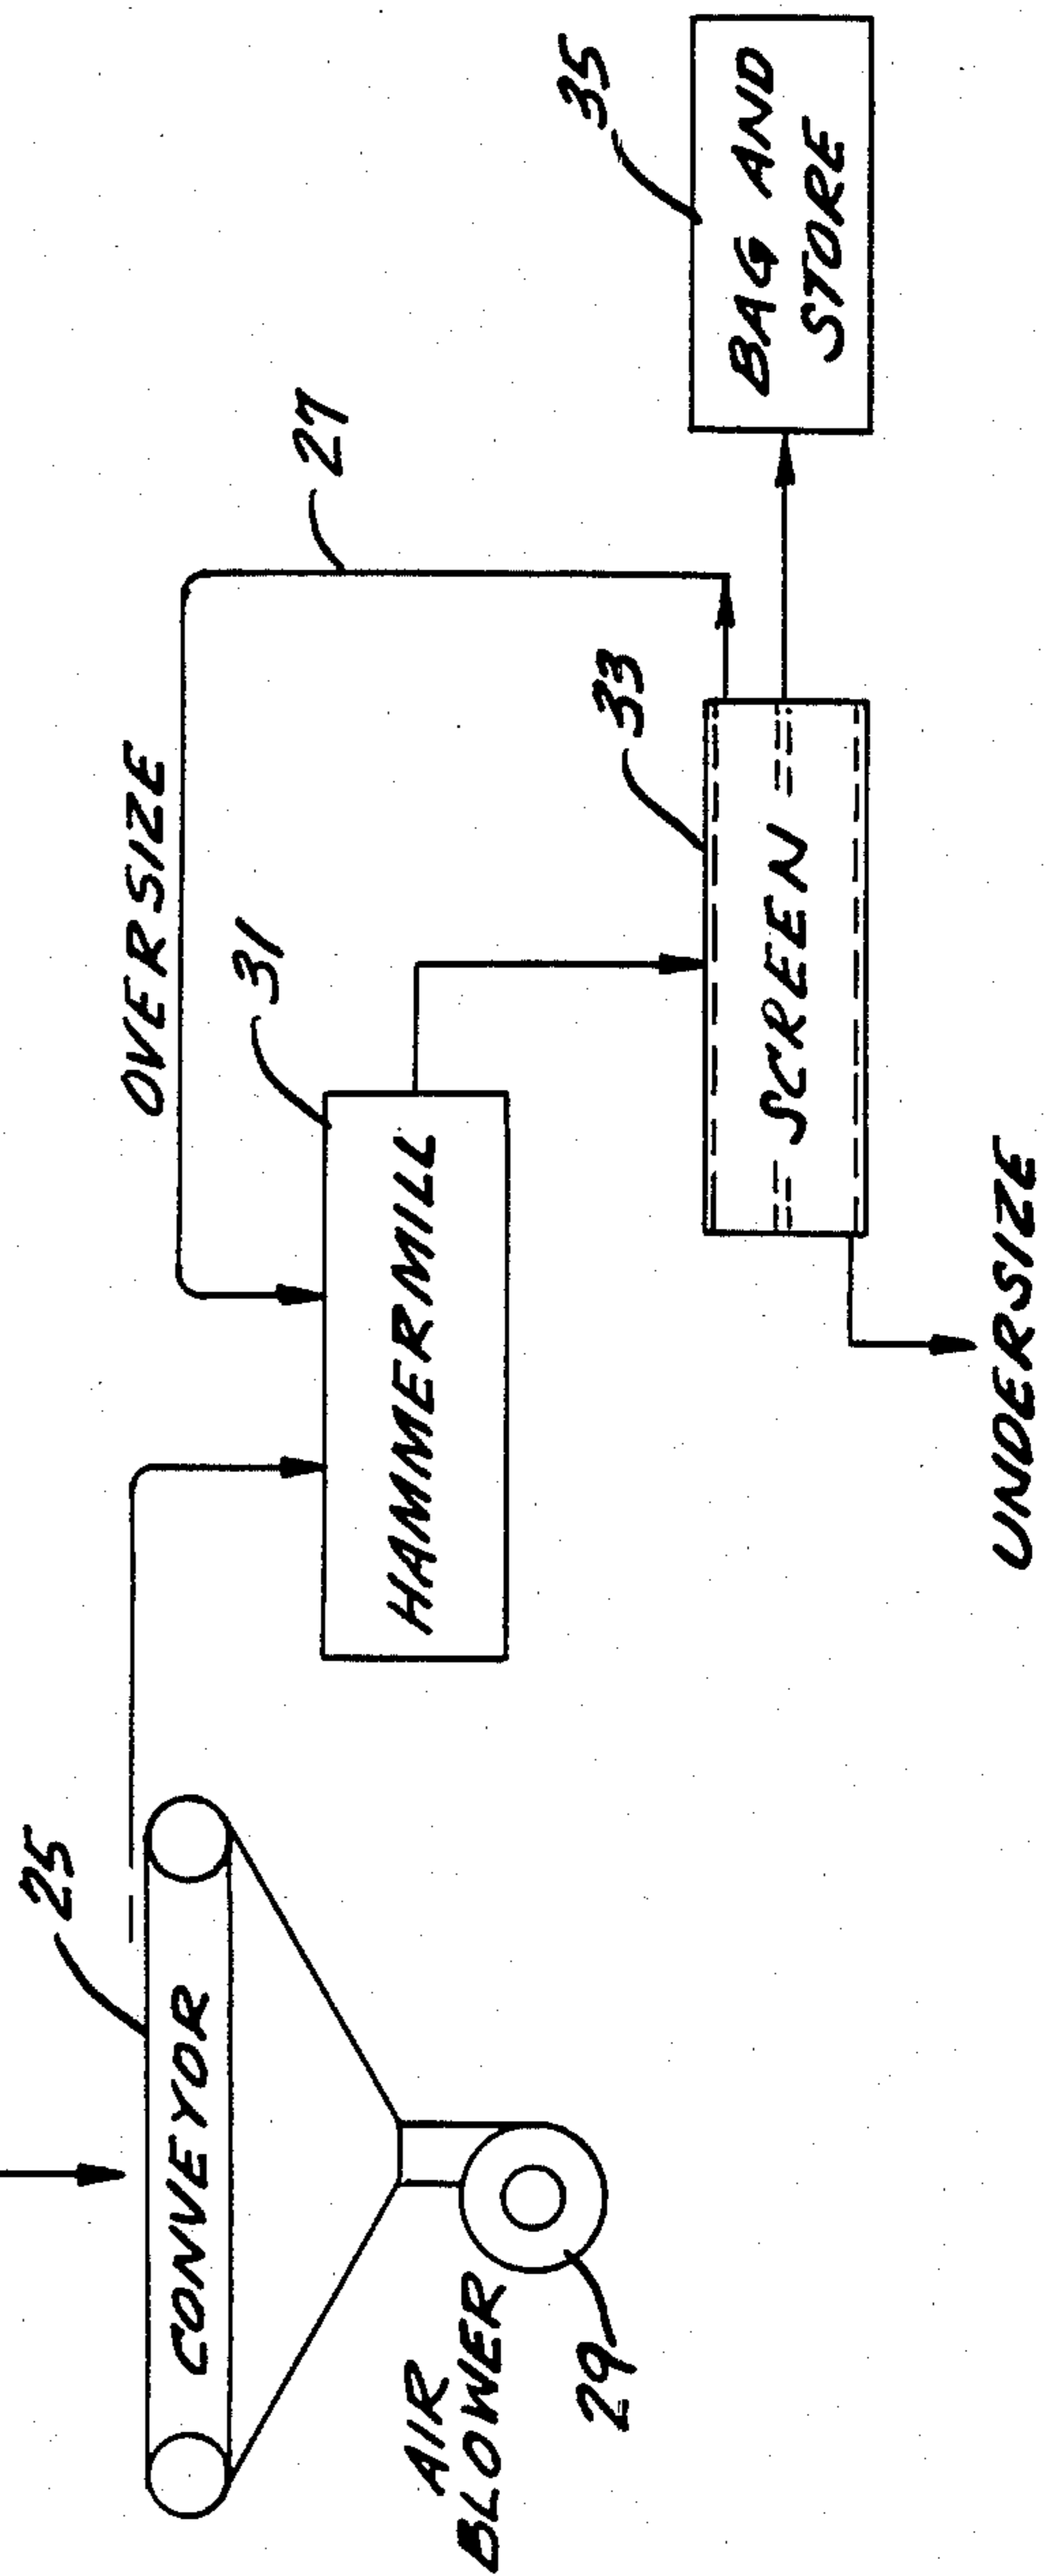 25
CONVEYOR
AIR
BLOWER
29
OVERSIZE
27
31
HAMMERMILL
33
= = SCREEN = =
UNDERSIZE
35
BAG AND
STORE